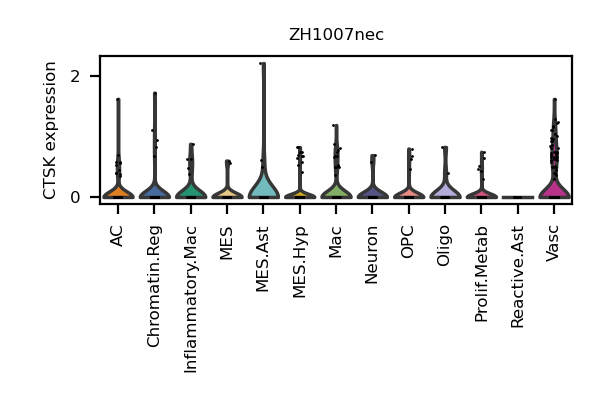 ZH1007nec
CTSK expression
2
0
AC
Chromatin.Reg
Inflammatory.Mac
MES
MES.Ast
MES.Hyp
Mac
Neuron
OPC
Oligo
Prolif.Metab
Reactive.Ast
Vasc